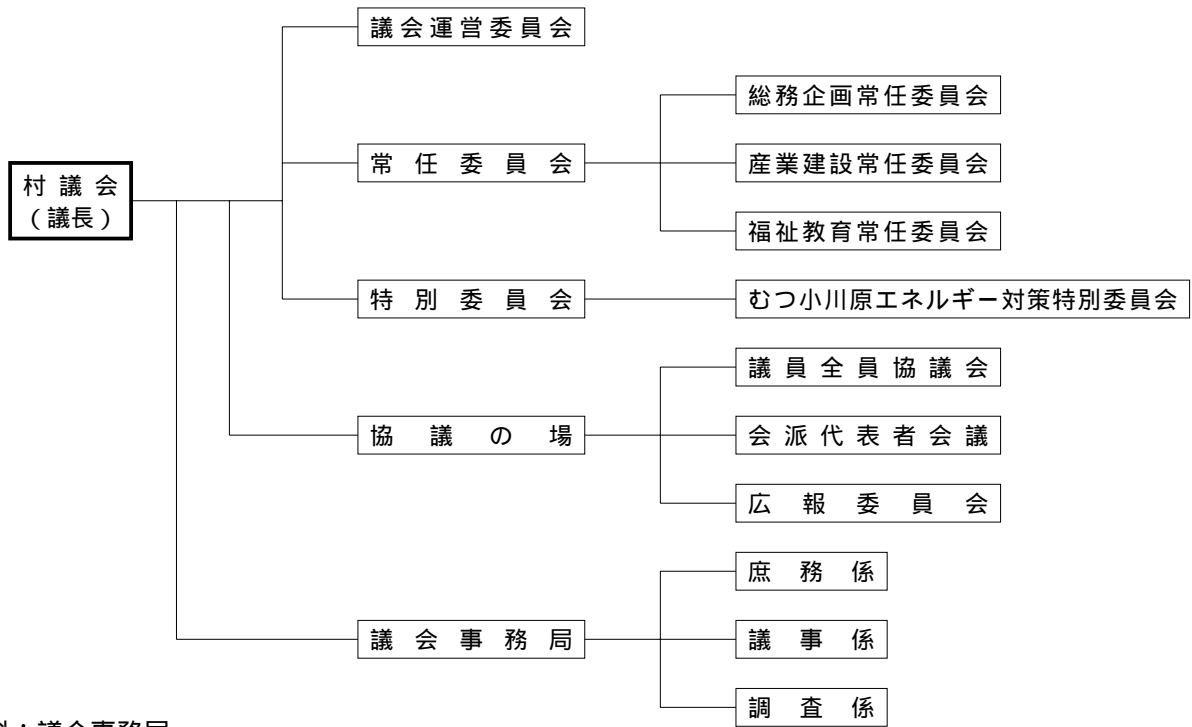 議会運営委員会
総務企画常任委員会
常任委員会
産業建設常任委員会
村議会
（議長）
福祉教育常任委員会
特別委員会
むつ小川原エネルギー対策特別委員会
議員全員協議会
協議の場
会派代表者会議
広報委員会
庶務係
議会事務局
議事係
調査係
：議会事務局